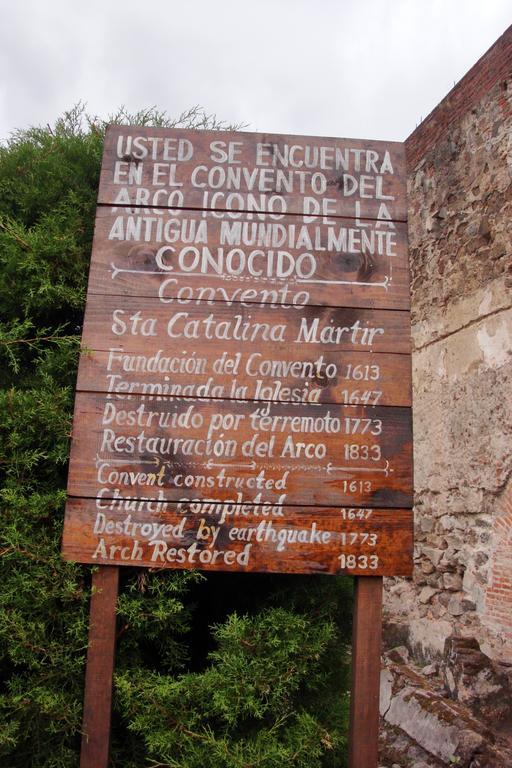 USTED SE ENCUENTRA
EN EL CONVENTO DEL
ARCO ICONO DE LA
ANTIGUA MUNDIALMENTE
CONOCIDO
Convento
Sta Catalina Mártir
Fundación del Convento 1613
Terminada la Iglesia 1647
Destruido por terremoto 1773
Restauración del Arco 1833
Convent constructed 1613
Church completed 1647
Destroyed by earthquake 1773
Arch Restored 1833